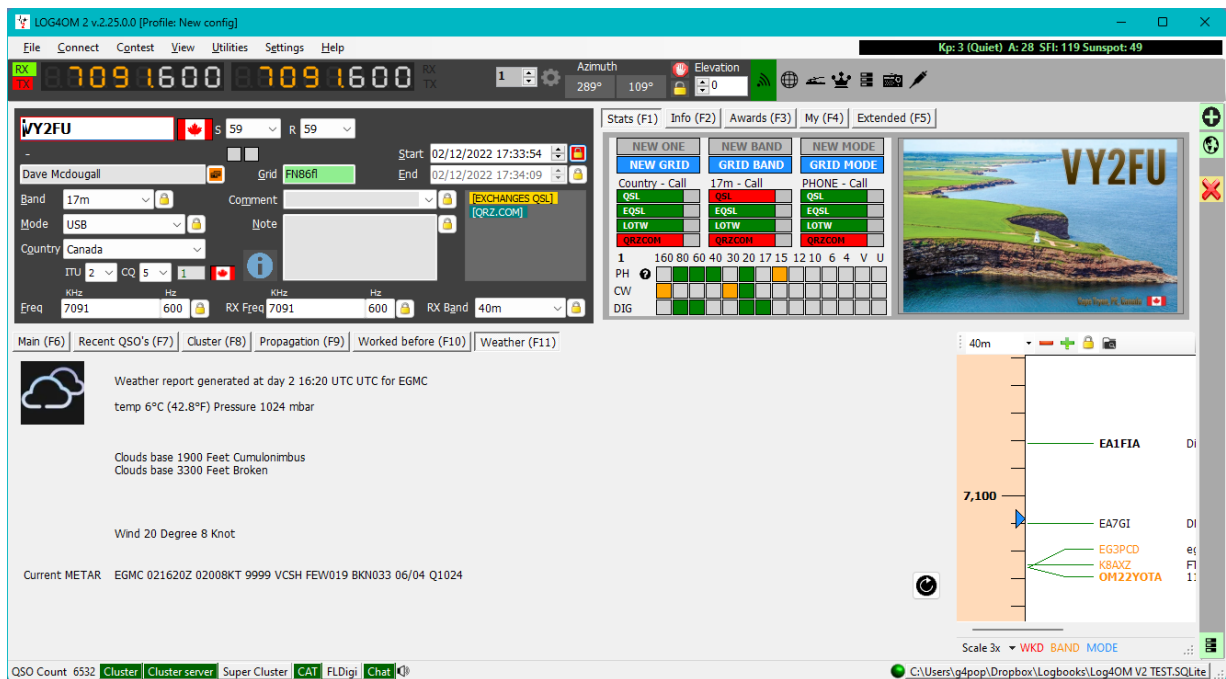 LOG4OM 2 v.2.25.0.0 [Profile: New config]
File Connect Contest View Utilities Settings Help
Kp: 3 (Quiet) A: 28 SFI: 119 Sunspot: 49
RX TX 7091.600 7091.600 RX TX 1
Azimuth 289° 109°
Elevation 0
VY2FU S 59 R 59
-
Start 02/12/2022 17:33:54
Dave Mcdougall Grid FN86fl End 02/12/2022 17:34:09
Band 17m Comment [EXCHANGES QSL]
[QRZ.COM]
Mode USB Note
Country Canada
ITU 2 CQ 5 1
KHz Hz KHz Hz
Freq 7091 600 RX Freq 7091 600 RX Band 40m
Stats (F1) Info (F2) Awards (F3) My (F4) Extended (F5)
NEW ONE NEW BAND NEW MODE
NEW GRID GRID BAND GRID MODE
Country - Call 17m - Call PHONE - Call
QSL QSL QSL
EQSL EQSL EQSL
LOTW LOTW LOTW
QRZCOM QRZCOM QRZCOM
1 160 80 60 40 30 20 17 15 12 10 6 4 V U
PH ?
CW
DIG
VY2FU
Main (F6) Recent QSO's (F7) Cluster (F8) Propagation (F9) Worked before (F10) Weather (F11)
Weather report generated at day 2 16:20 UTC UTC for EGMC
temp 6°C (42.8°F) Pressure 1024 mbar
Clouds base 1900 Feet Cumulonimbus
Clouds base 3300 Feet Broken
Wind 20 Degree 8 Knot
Current METAR EGMC 021620Z 02008KT 9999 VCSH FEW019 BKN033 06/04 Q1024
40m
EA1FIA Di
7,100
EA7GI
EG3PCD
K8AXZ
OM22YOTA
Scale 3x WKD BAND MODE
QSO Count 6532 Cluster Cluster server Super Cluster CAT FLDigi Chat
C:\Users\g4pop\Dropbox\Logbooks\Log4OM V2 TEST.SQLite